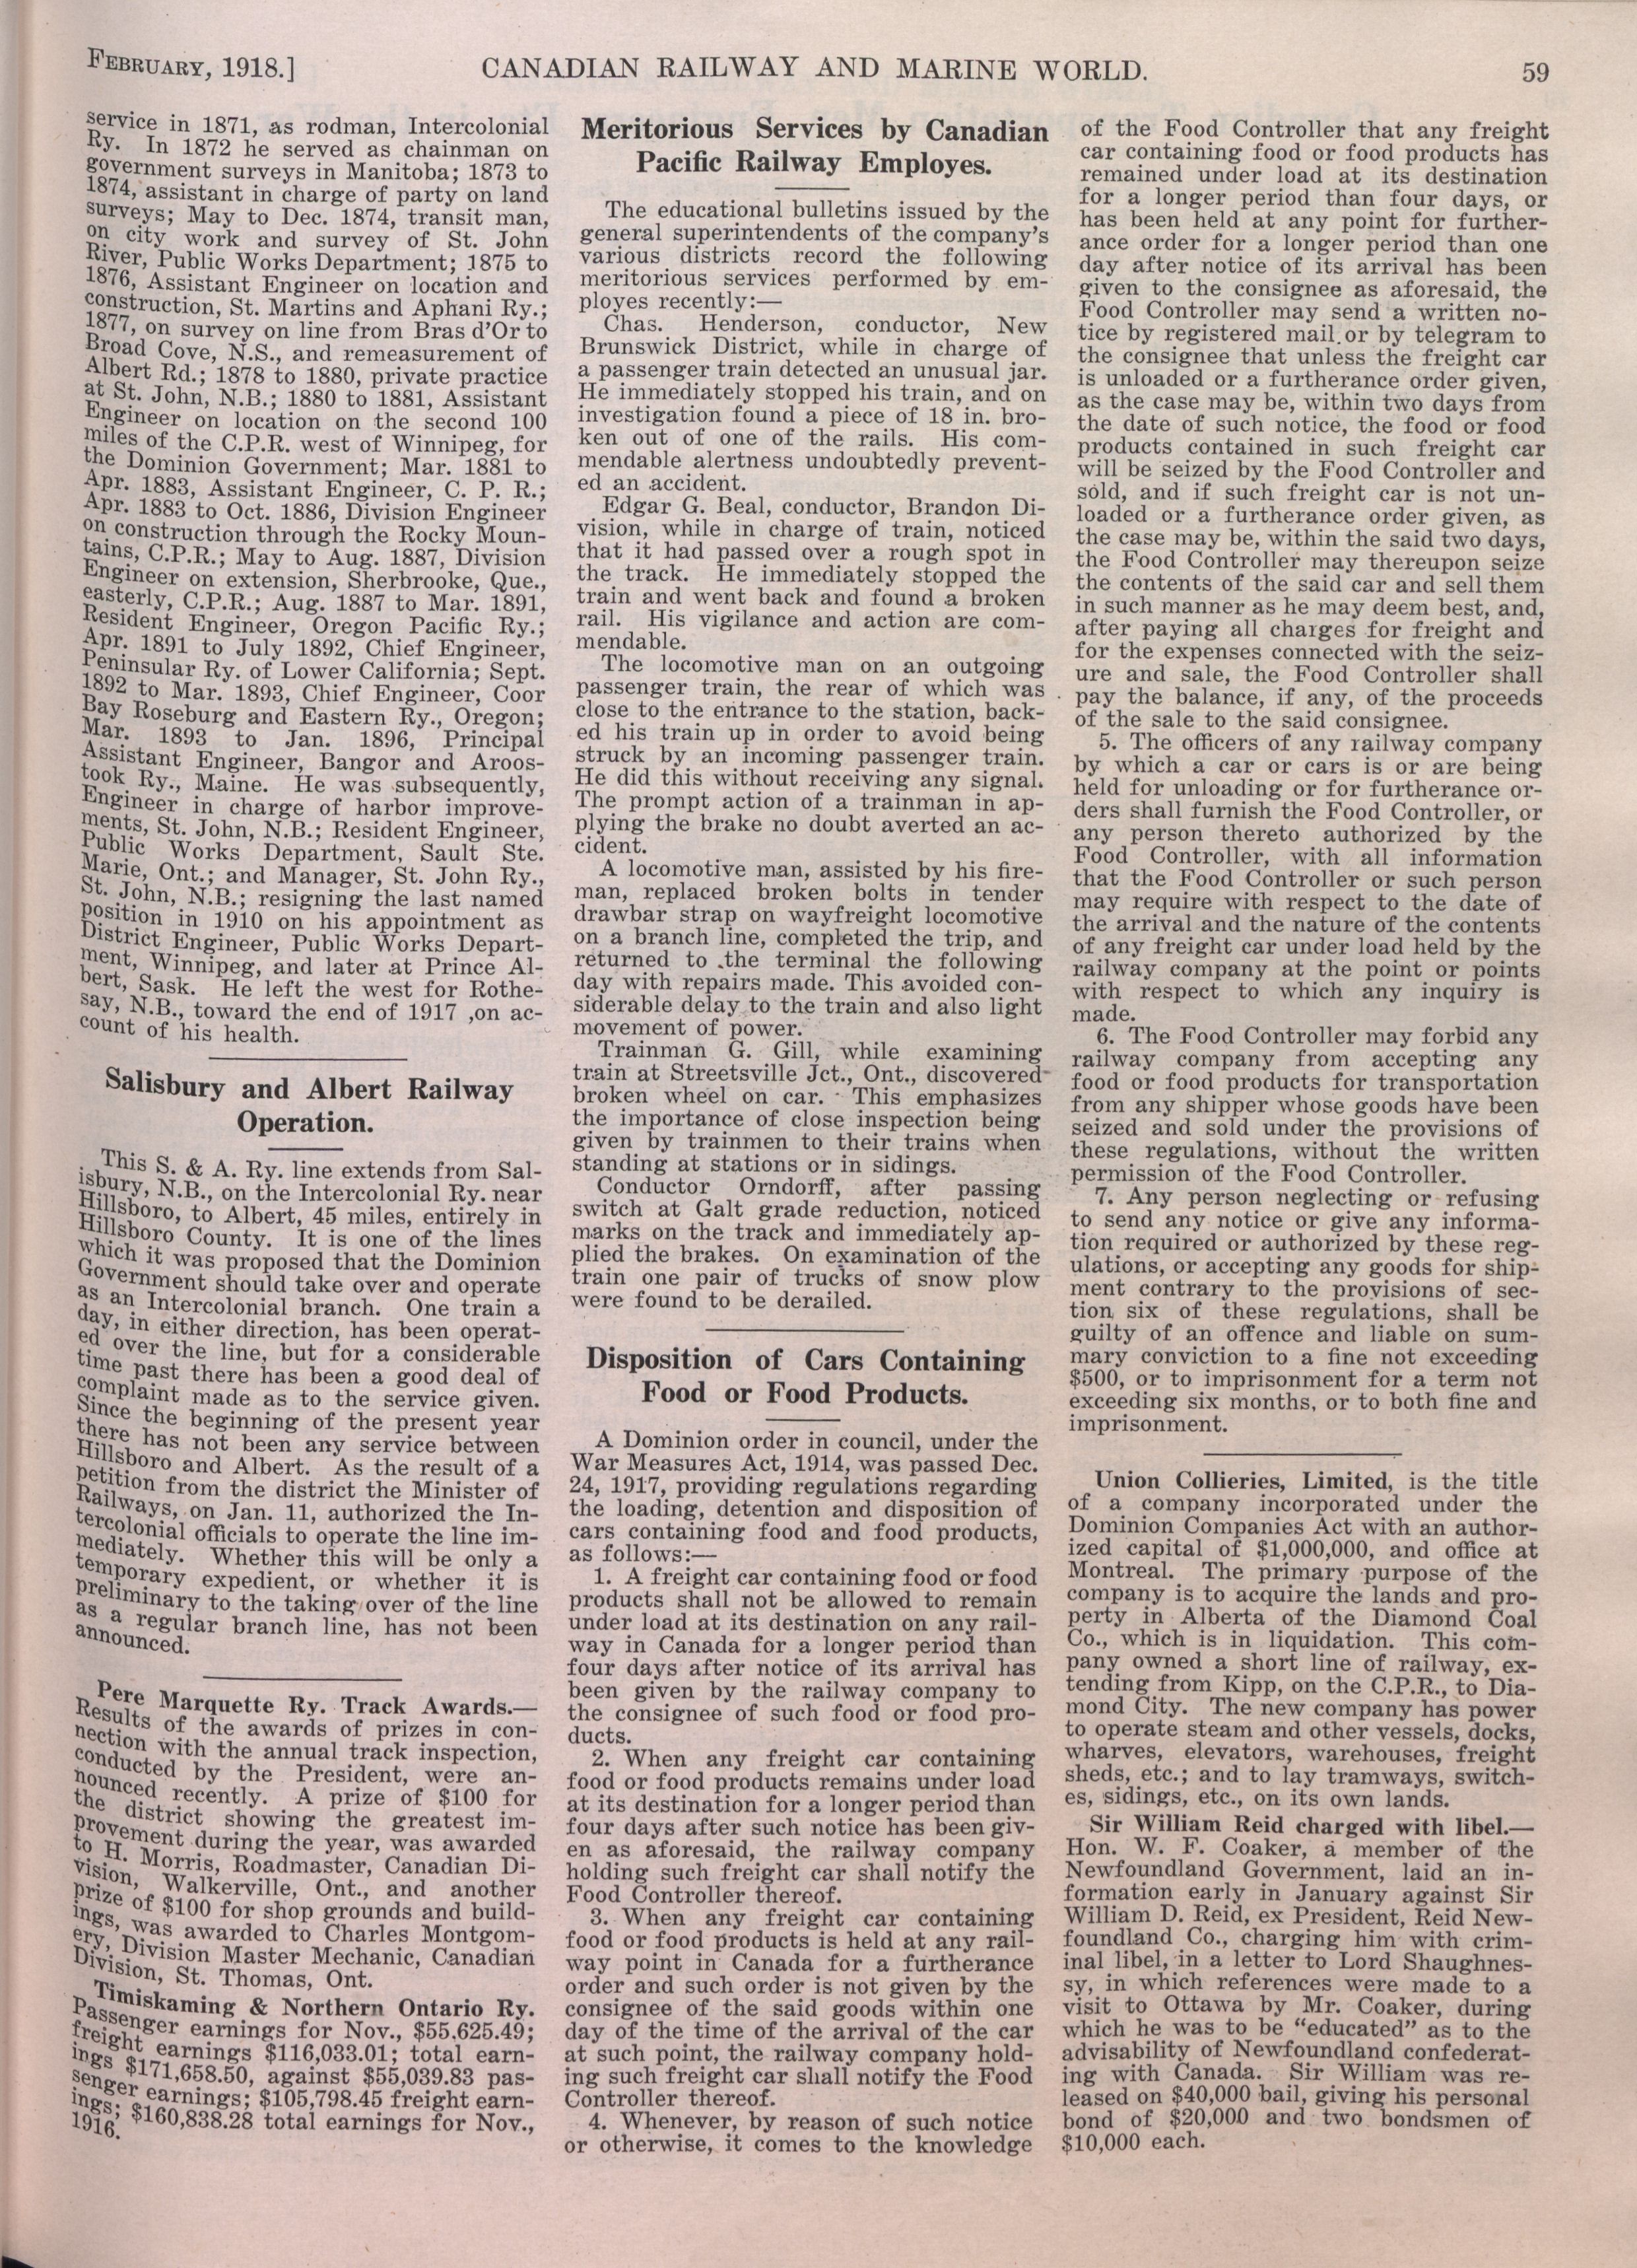 FEBRUARY, 1918.]
CANADIAN RAILWAY AND MARINE WORLD.
59
service in 1871, as rodman, Intercolonial
Ry. In 1872 he served as chainman on
government surveys in Manitoba; 1873 to
1874, assistant in charge of party on land
surveys; May to Dec. 1874, transit man,
on city work and survey of St. John
River, Public Works Department; 1875 to
1876, Assistant Engineer on location and
construction, St. Martins and Aphani Ry.;
1877, on survey on line from Bras d'Or to
Broad Cove, N.S., and remeasurement of
Albert Rd.; 1878 to 1880, private practice
at St. John, N.B.; 1880 to 1881, Assistant
Engineer on location on the second 100
miles of the C.P.R. west of Winnipeg, for
the Dominion Government; Mar. 1881 to
Apr. 1883, Assistant Engineer, C. P. R.;
Apr. 1883 to Oct. 1886, Division Engineer
on construction through the Rocky Moun-
tains, C.P.R.; May to Aug. 1887, Division
Engineer on extension, Sherbrooke, Que.,
easterly, C.P.R.; Aug. 1887 to Mar. 1891,
Resident Engineer, Oregon Pacific Ry.;
Apr. 1891 to July 1892, Chief Engineer,
Peninsular Ry. of Lower California; Sept.
1892 to Mar. 1893, Chief Engineer, Coor
Bay Roseburg and Eastern Ry., Oregon;
Mar. 1893 to Jan. 1896, Principal
Assistant Engineer, Bangor and Aroos-
took Ry., Maine. He was subsequently,
Engineer in charge of harbor improve-
ments, St. John, N.B.; Resident Engineer,
Public Works Department, Sault Ste.
Marie, Ont.; and Manager, St. John Ry.,
St. John, N.B.; resigning the last named
position in 1910 on his appointment as
District Engineer, Public Works Depart-
ment, Winnipeg, and later at Prince Al-
bert, Sask. He left the west for Rothe-
say, N.B., toward the end of 1917 ,on ac-
count of his health.
Salisbury and Albert Railway
Operation.
This S. & A. Ry. line extends from Sal-
isbury, N.B., on the Intercolonial Ry. near
Hillsboro, to Albert, 45 miles, entirely in
Hillsboro County. It is one of the lines
which it was proposed that the Dominion
Government should take over and operate
as an Intercolonial branch. One train a
day, in either direction, has been operat-
ed over the line, but for a considerable
time past there has been a good deal of
complaint made as to the service given.
Since the beginning of the present year
there has not been any service between
Hillsboro and Albert. As the result of a
petition from the district the Minister of
Railways, on Jan. 11, authorized the In-
tercolonial officials to operate the line im-
mediately. Whether this will be only a
temporary expedient, or whether it is
preliminary to the taking over of the line
as a regular branch line, has not been
announced.
Pere Marquette Ry. Track Awards.—
Results of the awards of prizes in con-
nection with the annual track inspection,
conducted by the President, were an-
nounced recently. A prize of $100 for
the district showing the greatest im-
provement during the year, was awarded
to H. Morris, Roadmaster, Canadian Di-
vision, Walkerville, Ont., and another
prize of $100 for shop grounds and build-
ings, was awarded to Charles Montgom-
ery, Division Master Mechanic, Canadian
Division, St. Thomas, Ont.
Timiskaming & Northern Ontario Ry.
Passenger earnings for Nov., $55.625.49;
freight earnings $116,033.01; total earn-
ings $171,658.50, against $55,039.83 pas-
senger earnings; $105,798.45 freight earn-
ings; $160,838.28 total earnings for Nov.,
1916.
Meritorious Services by Canadian
Pacific Railway Employes.
The educational bulletins issued by the
general superintendents of the company's
various districts record the following
meritorious services performed by em-
ployes recently:—
Chas. Henderson, conductor, New
Brunswick District, while in charge of
a passenger train detected an unusual jar.
He immediately stopped his train, and on
investigation found a piece of 18 in. bro-
ken out of one of the rails. His com-
mendable alertness undoubtedly prevent-
ed an accident.
Edgar G. Beal, conductor, Brandon Di-
vision, while in charge of train, noticed
that it had passed over a rough spot in
the track. He immediately stopped the
train and went back and found a broken
rail. His vigilance and action are com-
mendable.
The locomotive man on an outgoing
passenger train, the rear of which was
close to the entrance to the station, back-
ed his train up in order to avoid being
struck by an incoming passenger train.
He did this without receiving any signal.
The prompt action of a trainman in ap-
plying the brake no doubt averted an ac-
cident.
A locomotive man, assisted by his fire-
man, replaced broken bolts in tender
drawbar strap on wayfreight locomotive
on a branch line, completed the trip, and
returned to the terminal the following
day with repairs made. This avoided con-
siderable delay to the train and also light
movement of power.
Trainman G. Gill, while examining
train at Streetsville Jct., Ont., discovered
broken wheel on car. This emphasizes
the importance of close inspection being
given by trainmen to their trains when
standing at stations or in sidings.
Conductor Orndorff, after passing
switch at Galt grade reduction, noticed
marks on the track and immediately ap-
plied the brakes. On examination of the
train one pair of trucks of snow plow
were found to be derailed.
Disposition of Cars Containing
Food or Food Products.
A Dominion order in council, under the
War Measures Act, 1914, was passed Dec.
24, 1917, providing regulations regarding
the loading, detention and disposition of
cars containing food and food products,
as follows:—
1. A freight car containing food or food
products shall not be allowed to remain
under load at its destination on any rail-
way in Canada for a longer period than
four days after notice of its arrival has
been given by the railway company to
the consignee of such food or food pro-
ducts.
2. When any freight car containing
food or food products remains under load
at its destination for a longer period than
four days after such notice has been giv-
en as aforesaid, the railway company
holding such freight car shall notify the
Food Controller thereof.
3. When any freight car containing
food or food products is held at any rail-
way point in Canada for a furtherance
order and such order is not given by the
consignee of the said goods within one
day of the time of the arrival of the car
at such point, the railway company hold-
ing such freight car shall notify the Food
Controller thereof.
4. Whenever, by reason of such notice
or otherwise, it comes to the knowledge
of the Food Controller that any freight
car containing food or food products has
remained under load at its destination
for a longer period than four days, or
has been held at any point for further-
ance order for a longer period than one
day after notice of its arrival has been
given to the consignee as aforesaid, the
Food Controller may send a written no-
tice by registered mail or by telegram to
the consignee that unless the freight car
is unloaded or a furtherance order given,
as the case may be, within two days from
the date of such notice, the food or food
products contained in such freight car
will be seized by the Food Controller and
sold, and if such freight car is not un-
loaded or a furtherance order given, as
the case may be, within the said two days,
the Food Controller may thereupon seize
the contents of the said car and sell them
in such manner as he may deem best, and,
after paying all charges for freight and
for the expenses connected with the seiz-
ure and sale, the Food Controller shall
pay the balance, if any, of the proceeds
of the sale to the said consignee.
5. The officers of any railway company
by which a car or cars is or are being
held for unloading or for furtherance or-
ders shall furnish the Food Controller, or
any person thereto authorized by the
Food Controller, with all information
that the Food Controller or such person
may require with respect to the date of
the arrival and the nature of the contents
of any freight car under load held by the
railway company at the point or points
with respect to which any inquiry is
made.
6. The Food Controller may forbid any
railway company from accepting any
food or food products for transportation
from any shipper whose goods have been
seized and sold under the provisions of
these regulations, without the written
permission of the Food Controller.
7. Any person neglecting or refusing
to send any notice or give any informa-
tion required or authorized by these reg-
ulations, or accepting any goods for ship-
ment contrary to the provisions of sec-
tion six of these regulations, shall be
guilty of an offence and liable on sum-
mary conviction to a fine not exceeding
$500, or to imprisonment for a term not
exceeding six months, or to both fine and
imprisonment.
Union Collieries, Limited, is the title
of a company incorporated under the
Dominion Companies Act with an author-
ized capital of $1,000,000, and office at
Montreal. The primary purpose of the
company is to acquire the lands and pro-
perty in Alberta of the Diamond Coal
Co., which is in liquidation. This com-
pany owned a short line of railway, ex-
tending from Kipp, on the C.P.R., to Dia-
mond City. The new company has power
to operate steam and other vessels, docks,
wharves, elevators, warehouses, freight
sheds, etc.; and to lay tramways, switch-
es, sidings, etc., on its own lands.
Sir William Reid charged with libel.—
Hon. W. F. Coaker, a member of the
Newfoundland Government, laid an in-
formation early in January against Sir
William D. Reid, ex President, Reid New-
foundland Co., charging him with crim-
inal libel, in a letter to Lord Shaughnes-
sy, in which references were made to a
visit to Ottawa by Mr. Coaker, during
which he was to be "educated" as to the
advisability of Newfoundland confederat-
ing with Canada. Sir William was re-
leased on $40,000 bail, giving his personal
bond of $20,000 and two bondsmen of
$10,000 each.